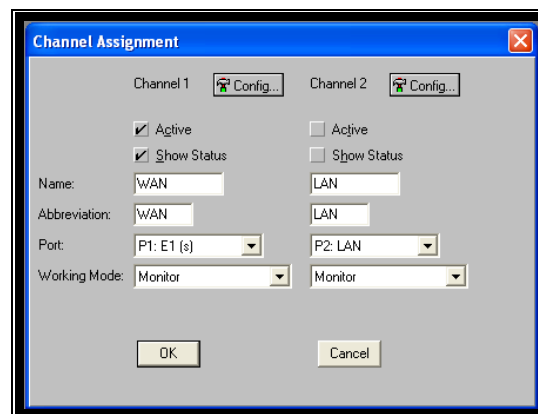 Channel Assignment
Channel 1 Config... Channel 2 Config...
Active Active
Show Status Show Status
Name: WAN LAN
Abbreviation: WAN LAN
Port: P1: E1 (s) P2: LAN
Working Mode: Monitor Monitor
OK Cancel